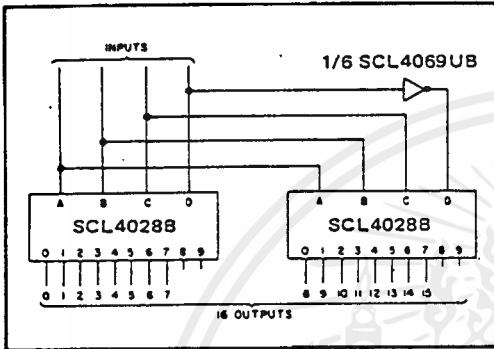 INPUTS
1/6 SCL4069UB
A B C D
A B C D
SCL4028B
SCL4028B
0 1 2 3 4 5 6 7 8 9
0 1 2 3 4 5 6 7 8 9
0 1 2 3 4 5 6 7
8 9 10 11 12 13 14 15
16 OUTPUTS